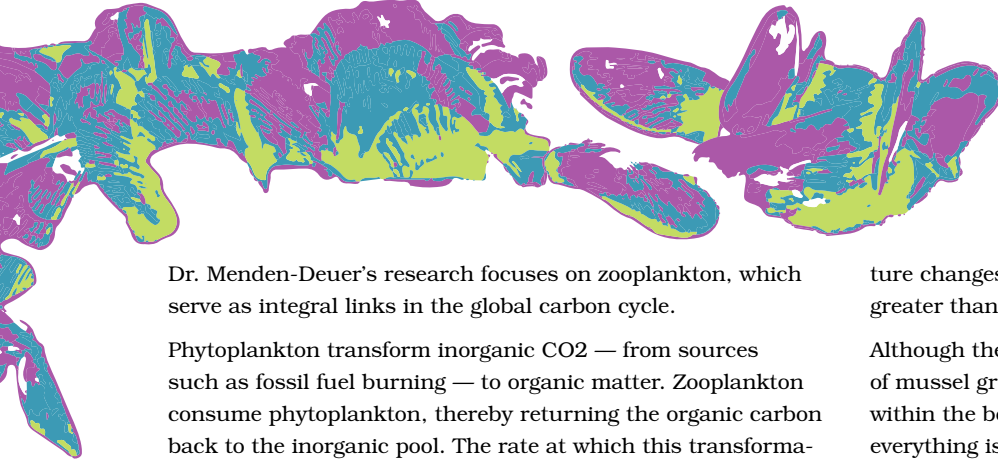 Dr. Menden-Deuer's research focuses on zooplankton, which
serve as integral links in the global carbon cycle.
Phytoplankton transform inorganic CO2 — from sources
such as fossil fuel burning — to organic matter. Zooplankton
consume phytoplankton, thereby returning the organic carbon
back to the inorganic pool. The rate at which this transforma-
ture changes
greater than
Although the
of mussel gr
within the be
everything is